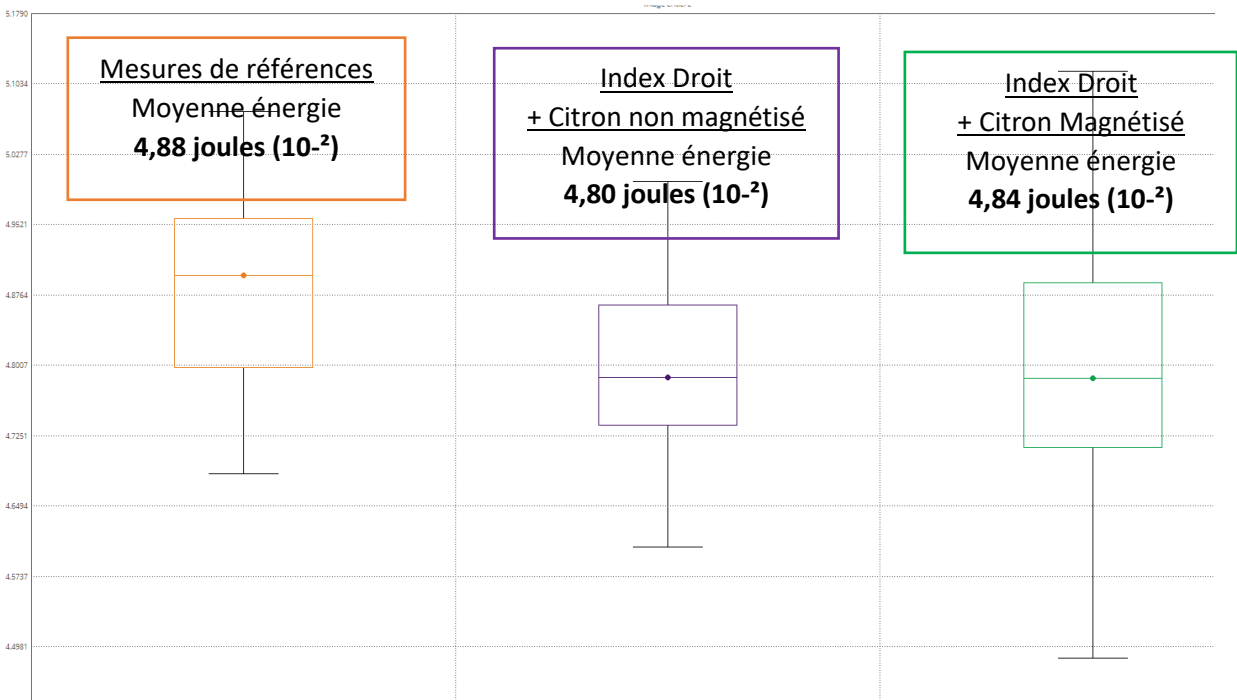 5.1790
Mesures de références
Moyenne énergie
4,88 joules (10-²)
Index Droit
+ Citron non magnétisé
Moyenne énergie
4,80 joules (10-²)
Index Droit
+ Citron Magnétisé
Moyenne énergie
4,84 joules (10-²)
5.1034
5.0277
4.9521
4.8764
4.8007
4.7251
4.6494
4.5737
4.4981